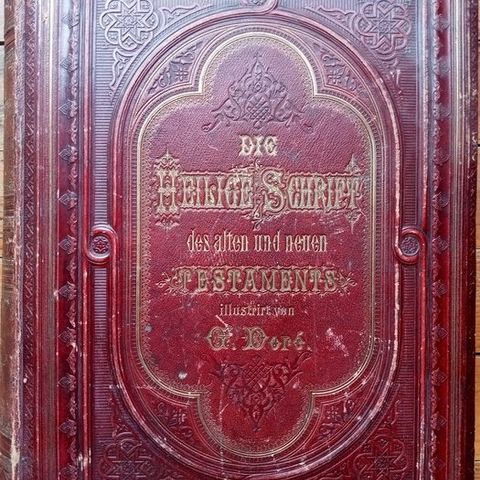 DIE
HEILIGE SCHRIFT
des alten und neuen
TESTAMENTS
illustrirt von
G. Doré.